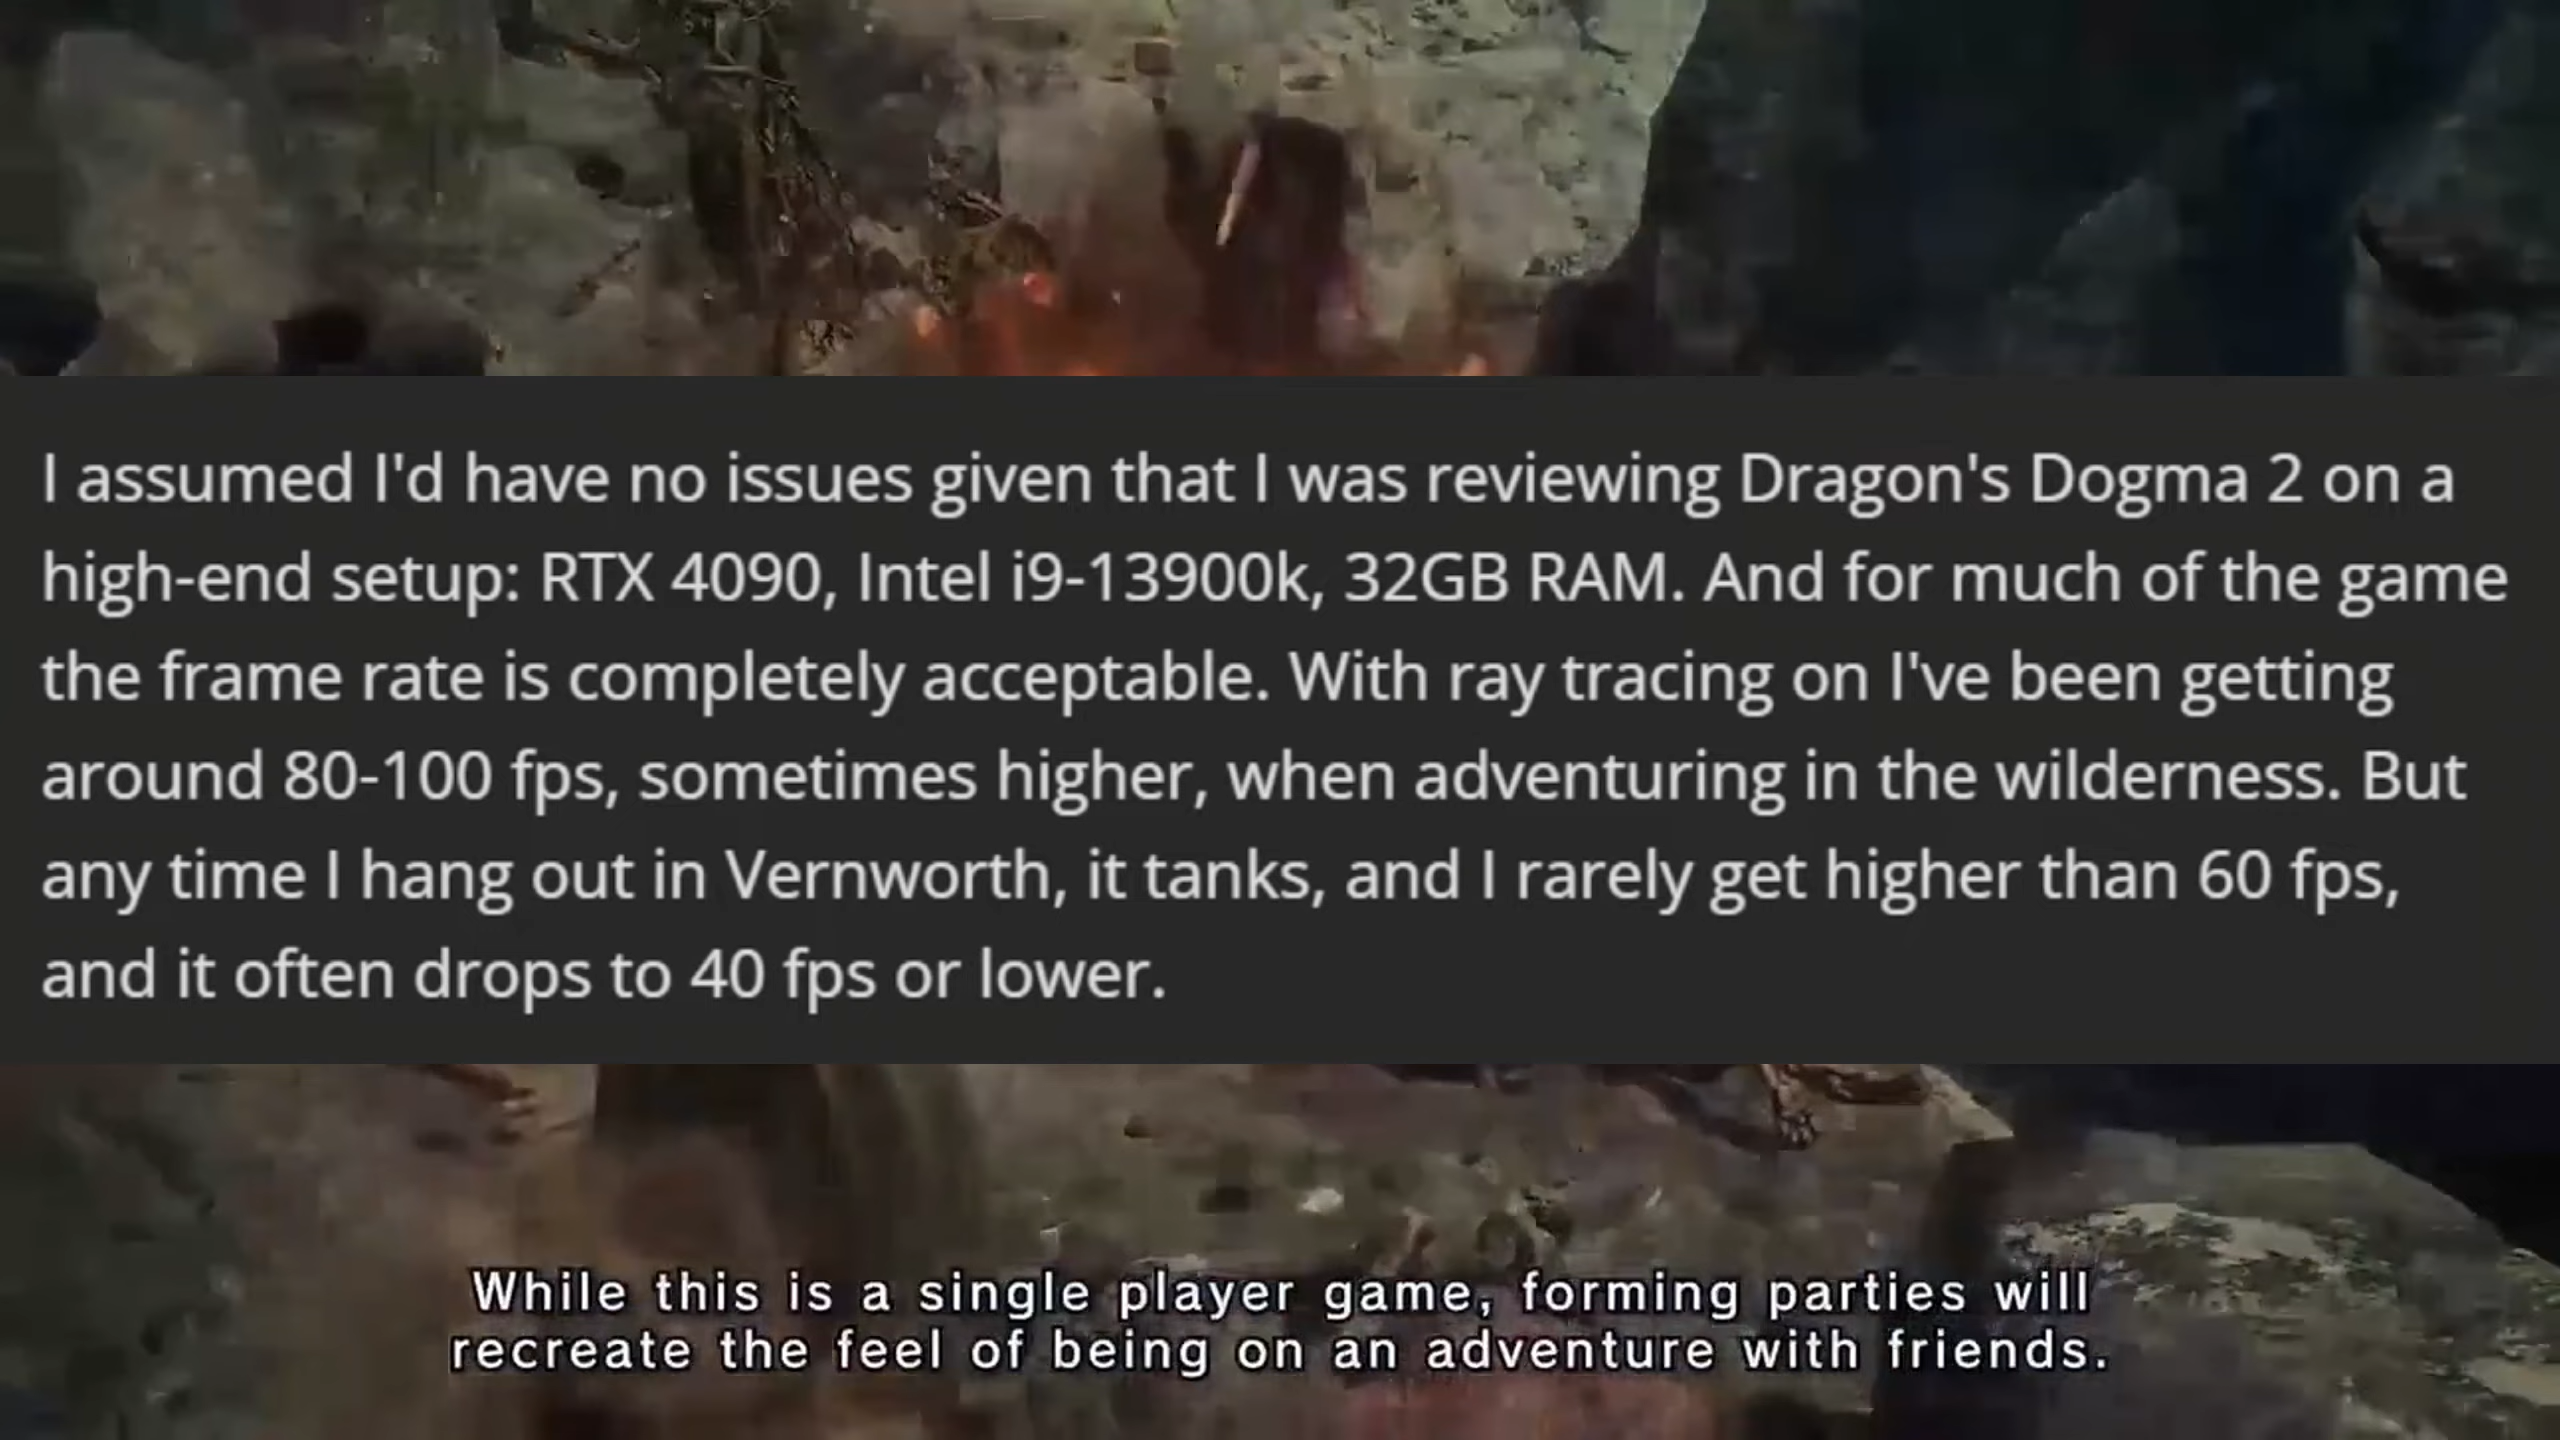 I assumed I'd have no issues given that I was reviewing Dragon's Dogma 2 on a
high-end setup: RTX 4090, Intel i9-13900k, 32GB RAM. And for much of the game
the frame rate is completely acceptable. With ray tracing on I've been getting
around 80-100 fps, sometimes higher, when adventuring in the wilderness. But
any time I hang out in Vernworth, it tanks, and I rarely get higher than 60 fps,
and it often drops to 40 fps or lower.
While this is a single player game, forming parties will
recreate the feel of being on an adventure with friends.